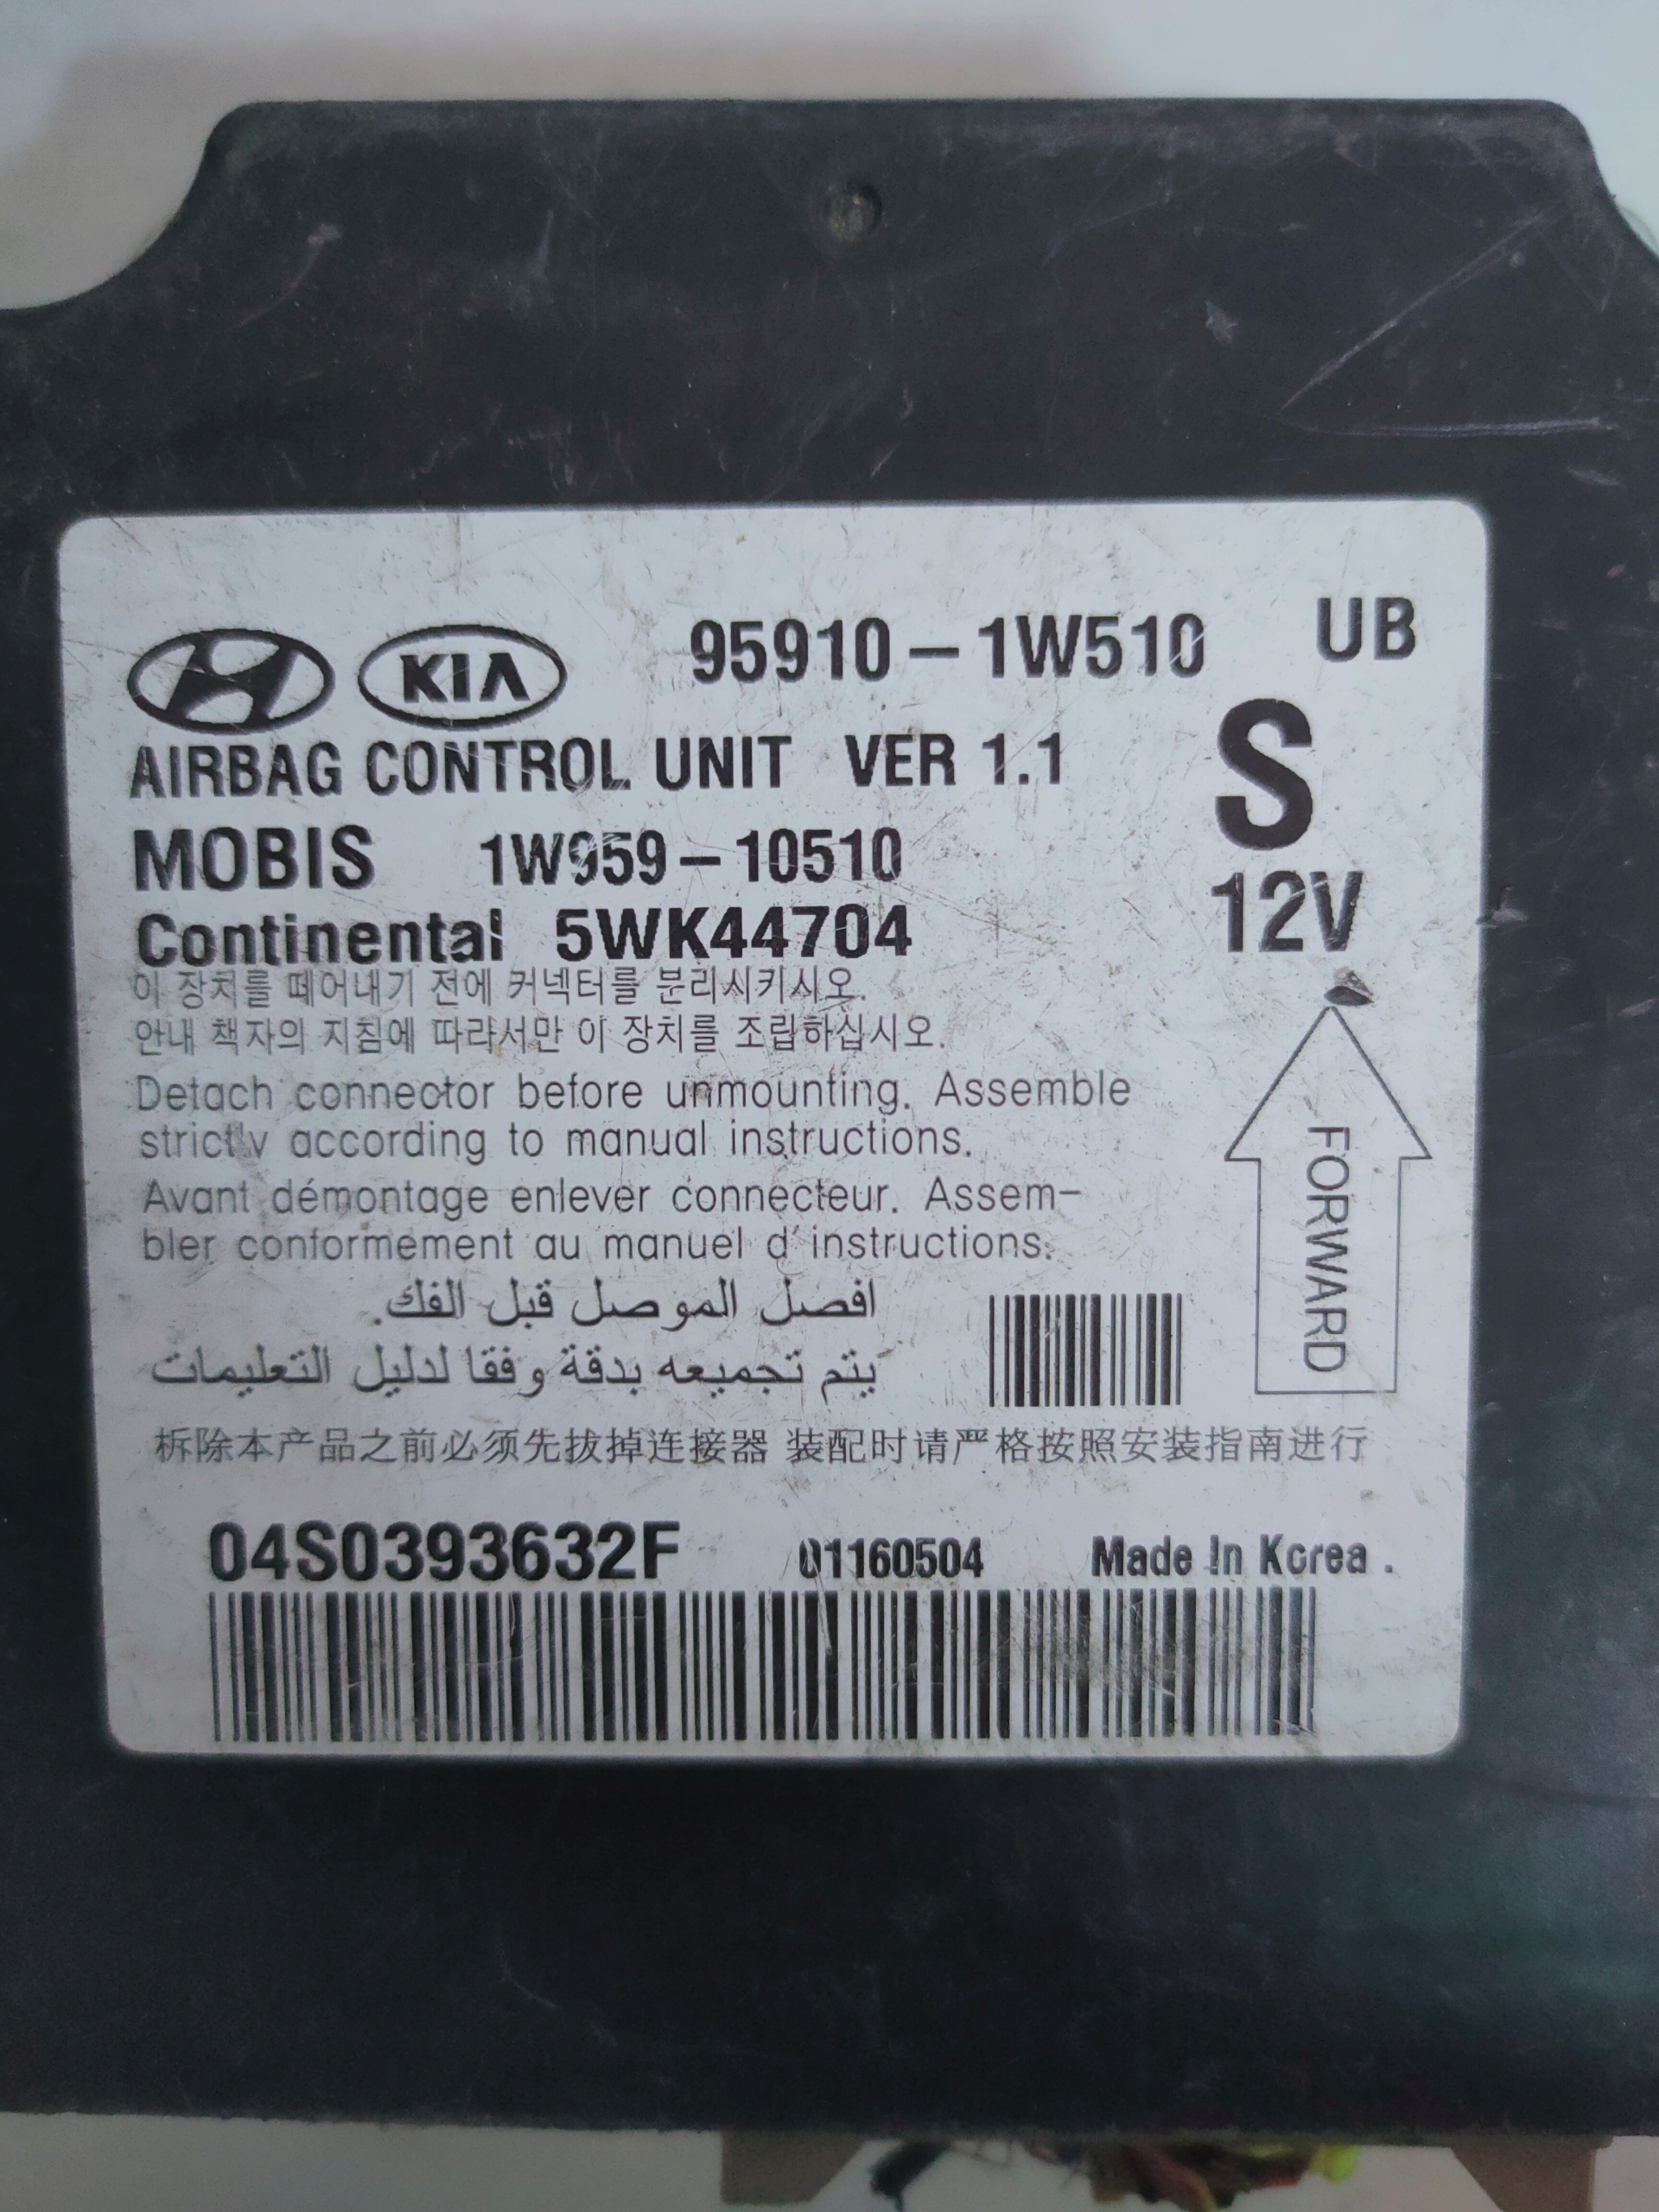 KIA 95910-1W510 UB
AIRBAG CONTROL UNIT VER 1.1 S
MOBIS 1W959-10510
12V
Continental 5WK44704
이 장치를 떼어내기 전에 커넥터를 분리시키시오.
안내 책자의 지침에 따라서만 이 장치를 조립하십시오.
Detach connector before unmounting. Assemble
strictly according to manual instructions.
Avant démontage enlever connecteur. Assem-
bler conformement au manuel d'instructions.
FORWARD
افصل الموصل قبل الفك.
يتم تجميعه بدقة وفقا لدليل التعليمات
拆除本产品之前必须先拔掉连接器 装配时请严格按照安装指南进行
04S0393632F 01160504 Made In Korea .